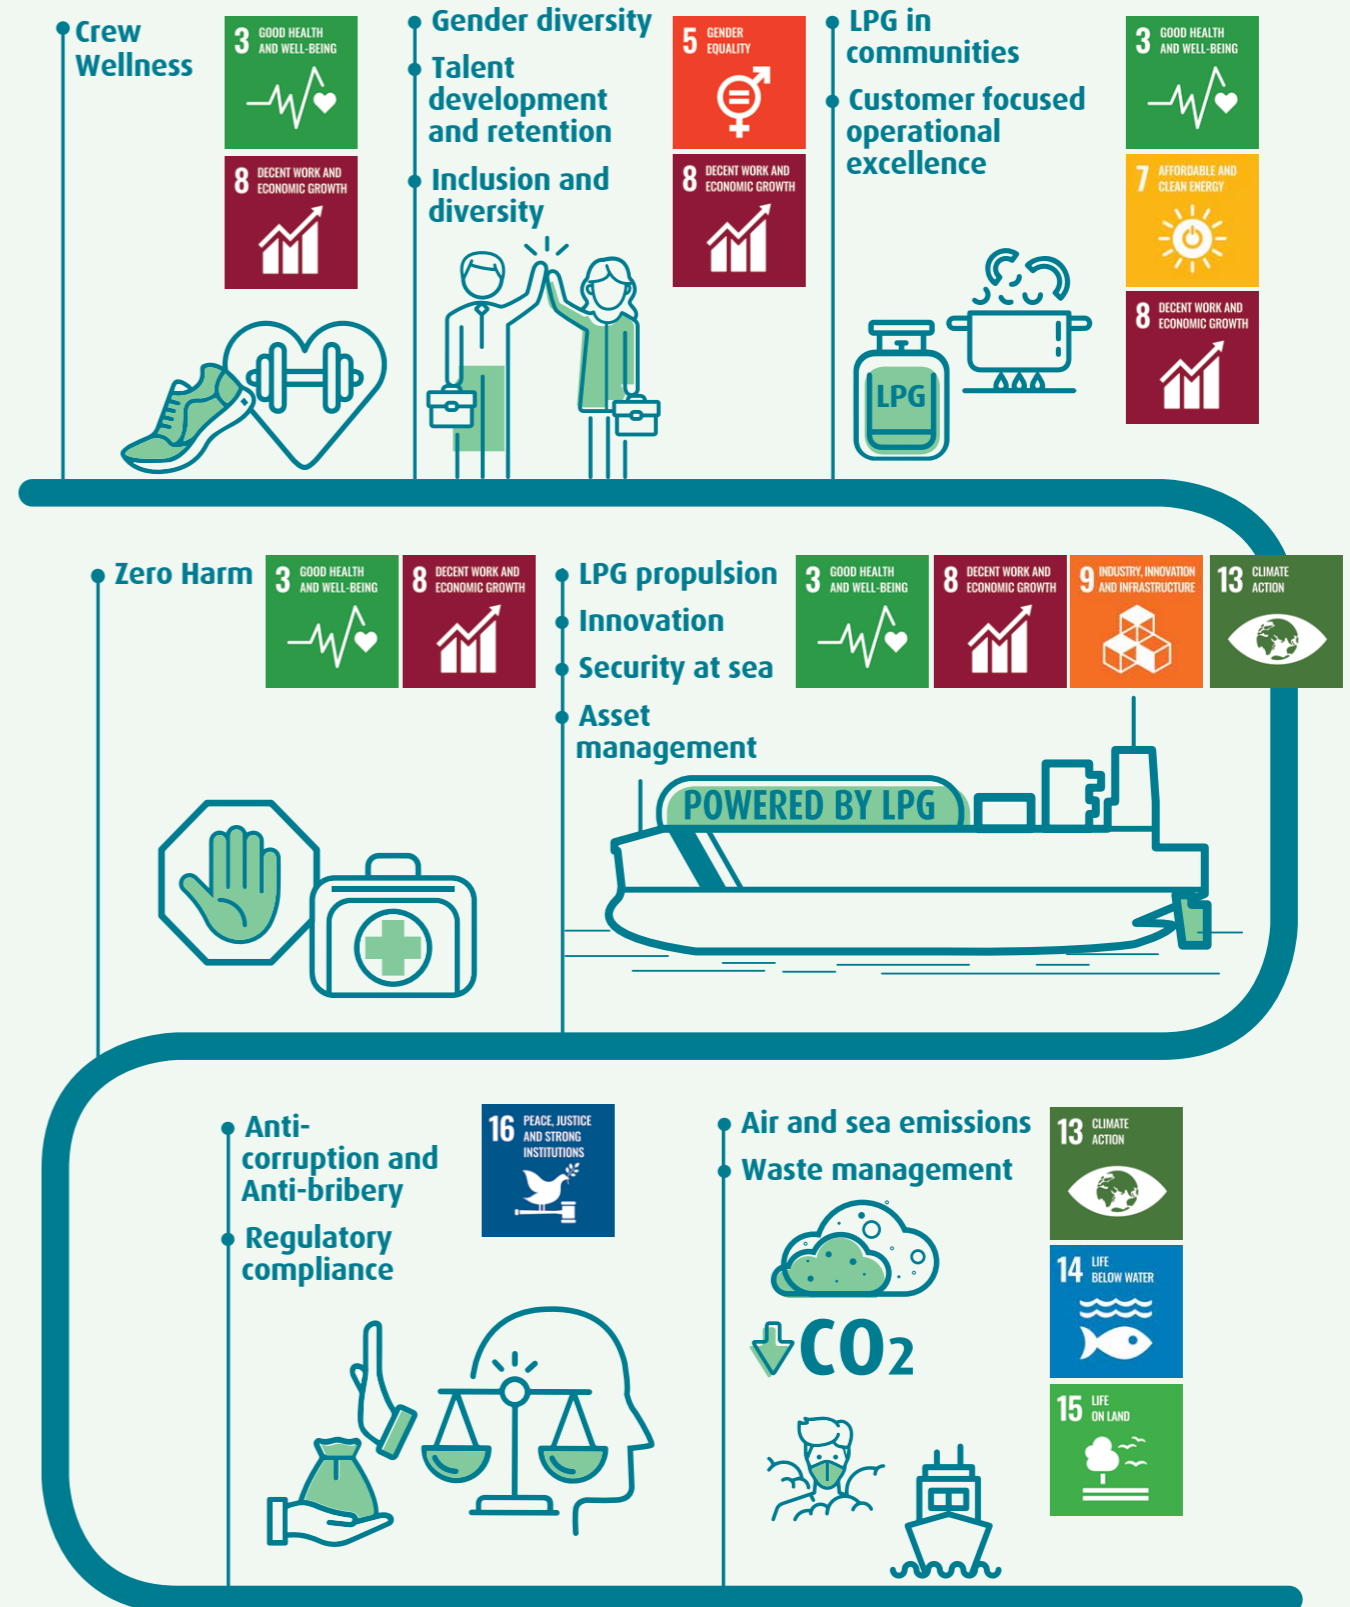 Crew
Wellness
3 GOOD HEALTH
AND WELL-BEING
8 DECENT WORK AND
ECONOMIC GROWTH
Gender diversity
Talent
development
and retention
Inclusion and
diversity
5 GENDER
EQUALITY
8 DECENT WORK AND
ECONOMIC GROWTH
LPG in
communities
Customer focused
operational
excellence
3 GOOD HEALTH
AND WELL-BEING
7 AFFORDABLE AND
CLEAN ENERGY
8 DECENT WORK AND
ECONOMIC GROWTH
LPG
Zero Harm
3 GOOD HEALTH
AND WELL-BEING
8 DECENT WORK AND
ECONOMIC GROWTH
LPG propulsion
Innovation
Security at sea
Asset
management
3 GOOD HEALTH
AND WELL-BEING
8 DECENT WORK AND
ECONOMIC GROWTH
9 INDUSTRY, INNOVATION
AND INFRASTRUCTURE
13 CLIMATE
ACTION
POWERED BY LPG
Anti-
corruption and
Anti-bribery
Regulatory
compliance
16 PEACE, JUSTICE
AND STRONG
INSTITUTIONS
Air and sea emissions
Waste management
13 CLIMATE
ACTION
14 LIFE
BELOW WATER
15 LIFE
ON LAND
CO2